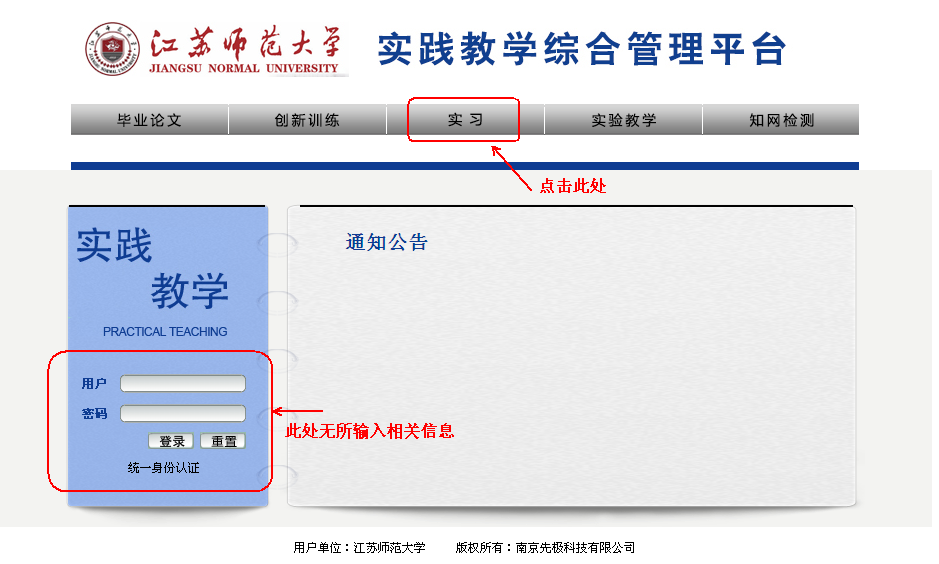 江苏师范大学
JIANGSU NORMAL UNIVERSITY
实践教学综合管理平台
毕业论文 创新训练 实 习 实验教学 知网检测
点击此处
实践
教学
PRACTICAL TEACHING
通知公告
用户
密码
登录 重置
统一身份认证
此处无所输入相关信息
用户单位：江苏师范大学 版权所有：南京先极科技有限公司